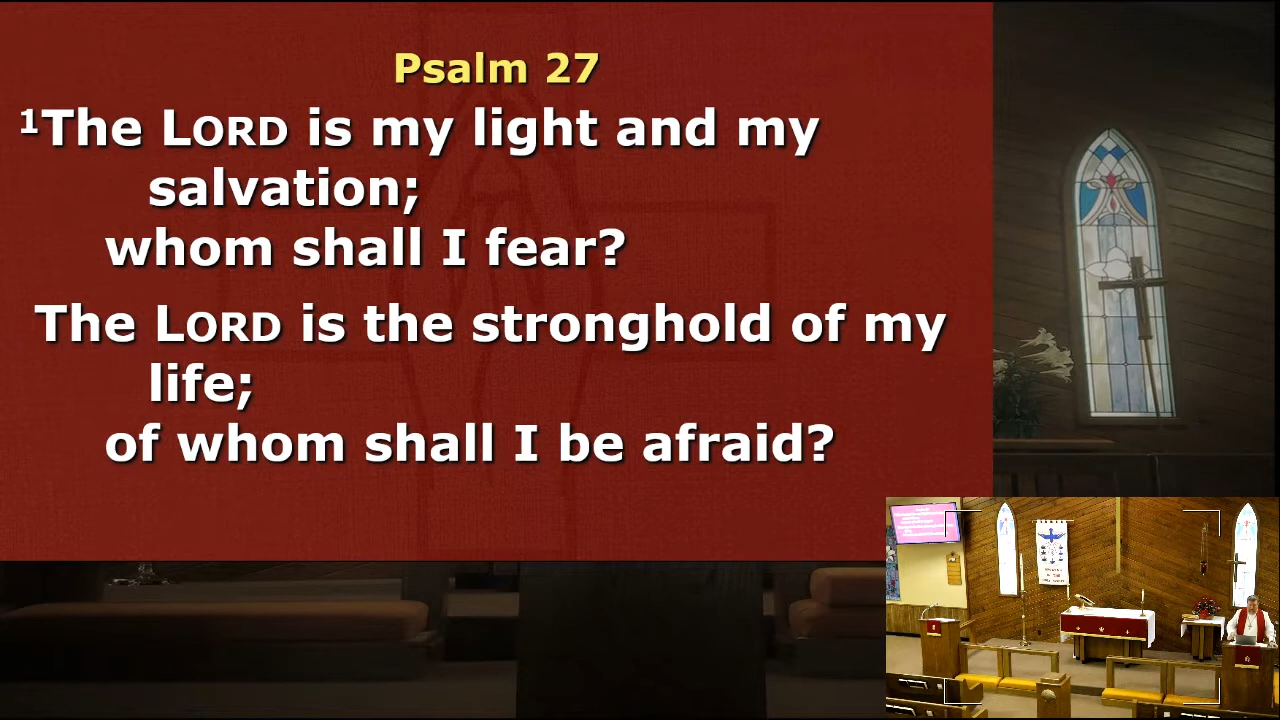 Psalm 27
¹The LORD is my light and my
salvation;
whom shall I fear?
The LORD is the stronghold of my
life;
of whom shall I be afraid?